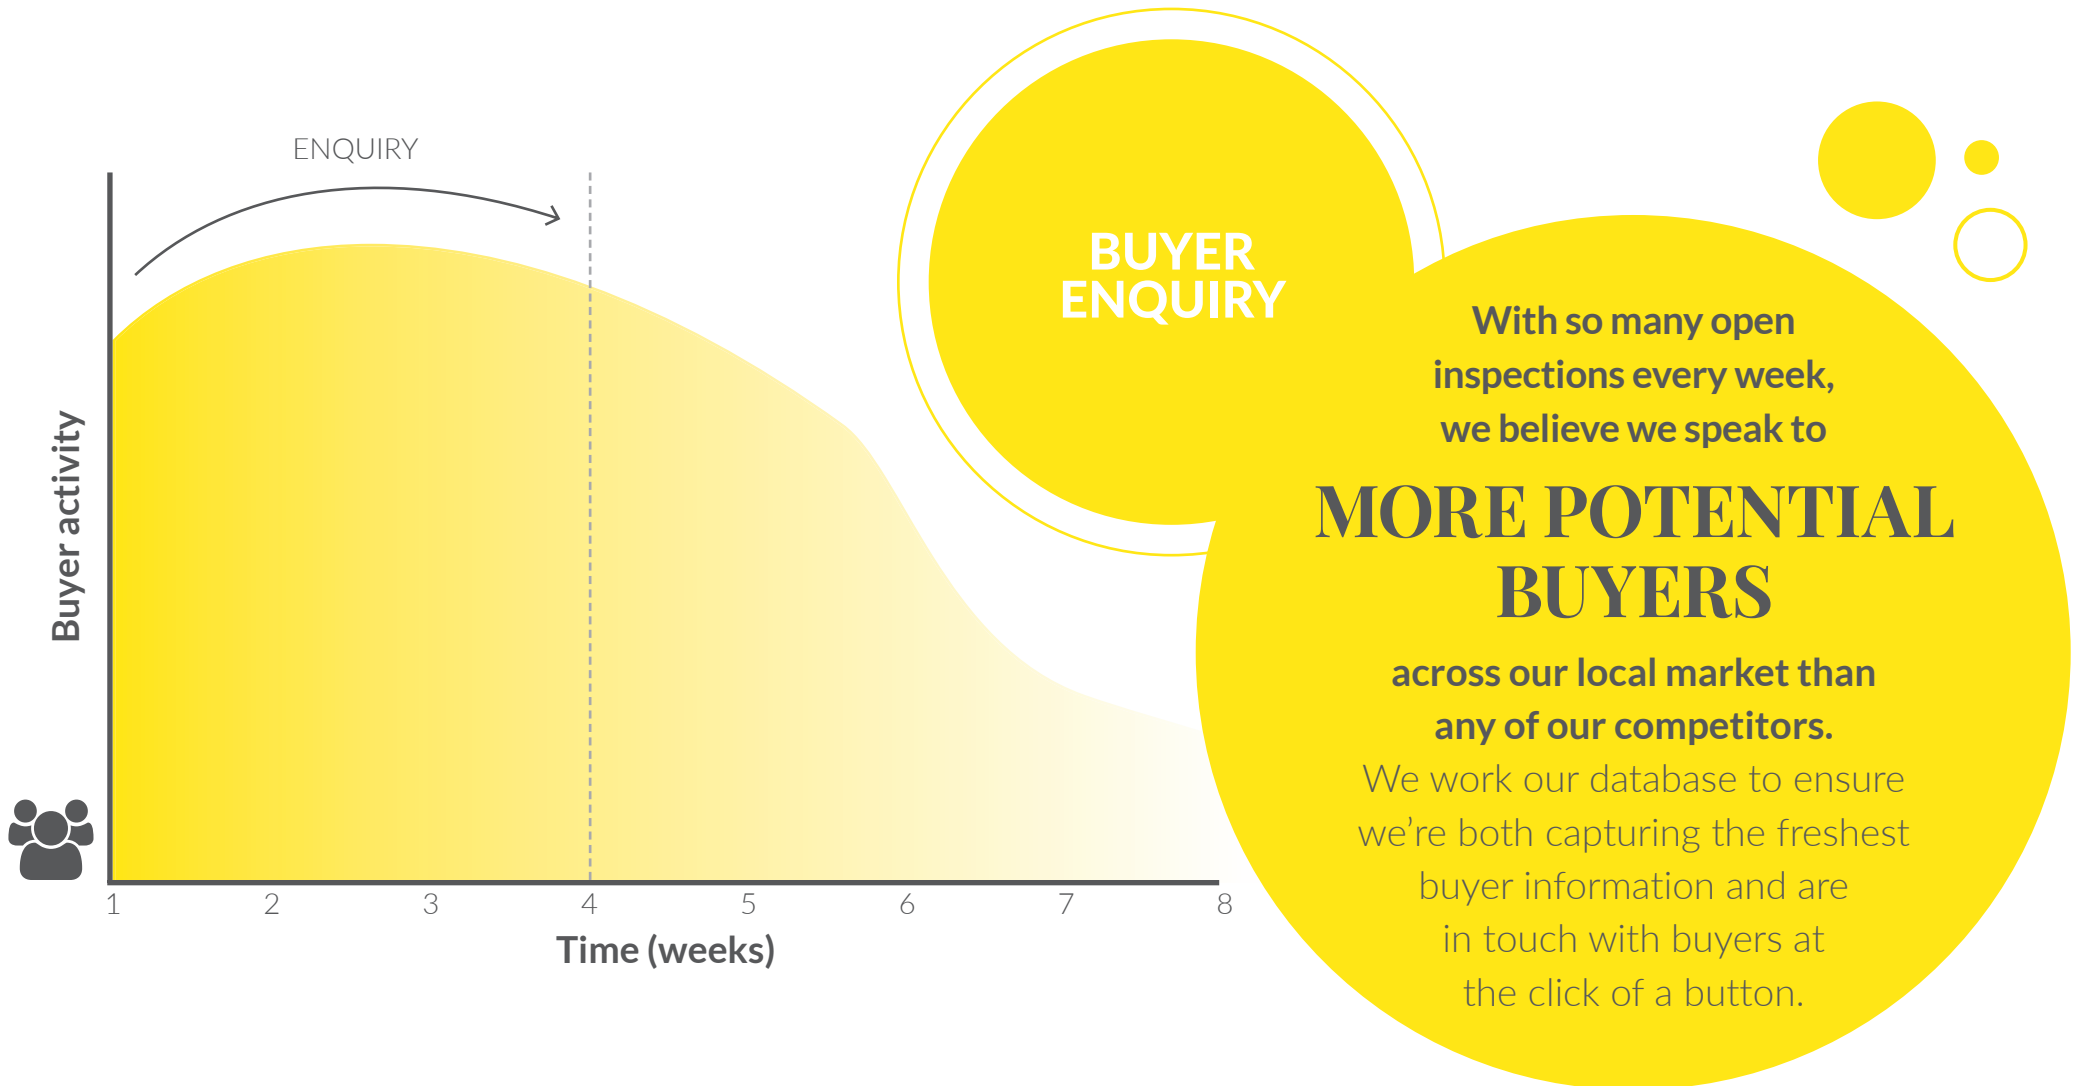 ENQUIRY
Buyer activity
1 2 3 4 5 6 7 8
Time (weeks)
BUYER
ENQUIRY
With so many open
inspections every week,
we believe we speak to
MORE POTENTIAL
BUYERS
across our local market than
any of our competitors.
We work our database to ensure
we’re both capturing the freshest
buyer information and are
in touch with buyers at
the click of a button.